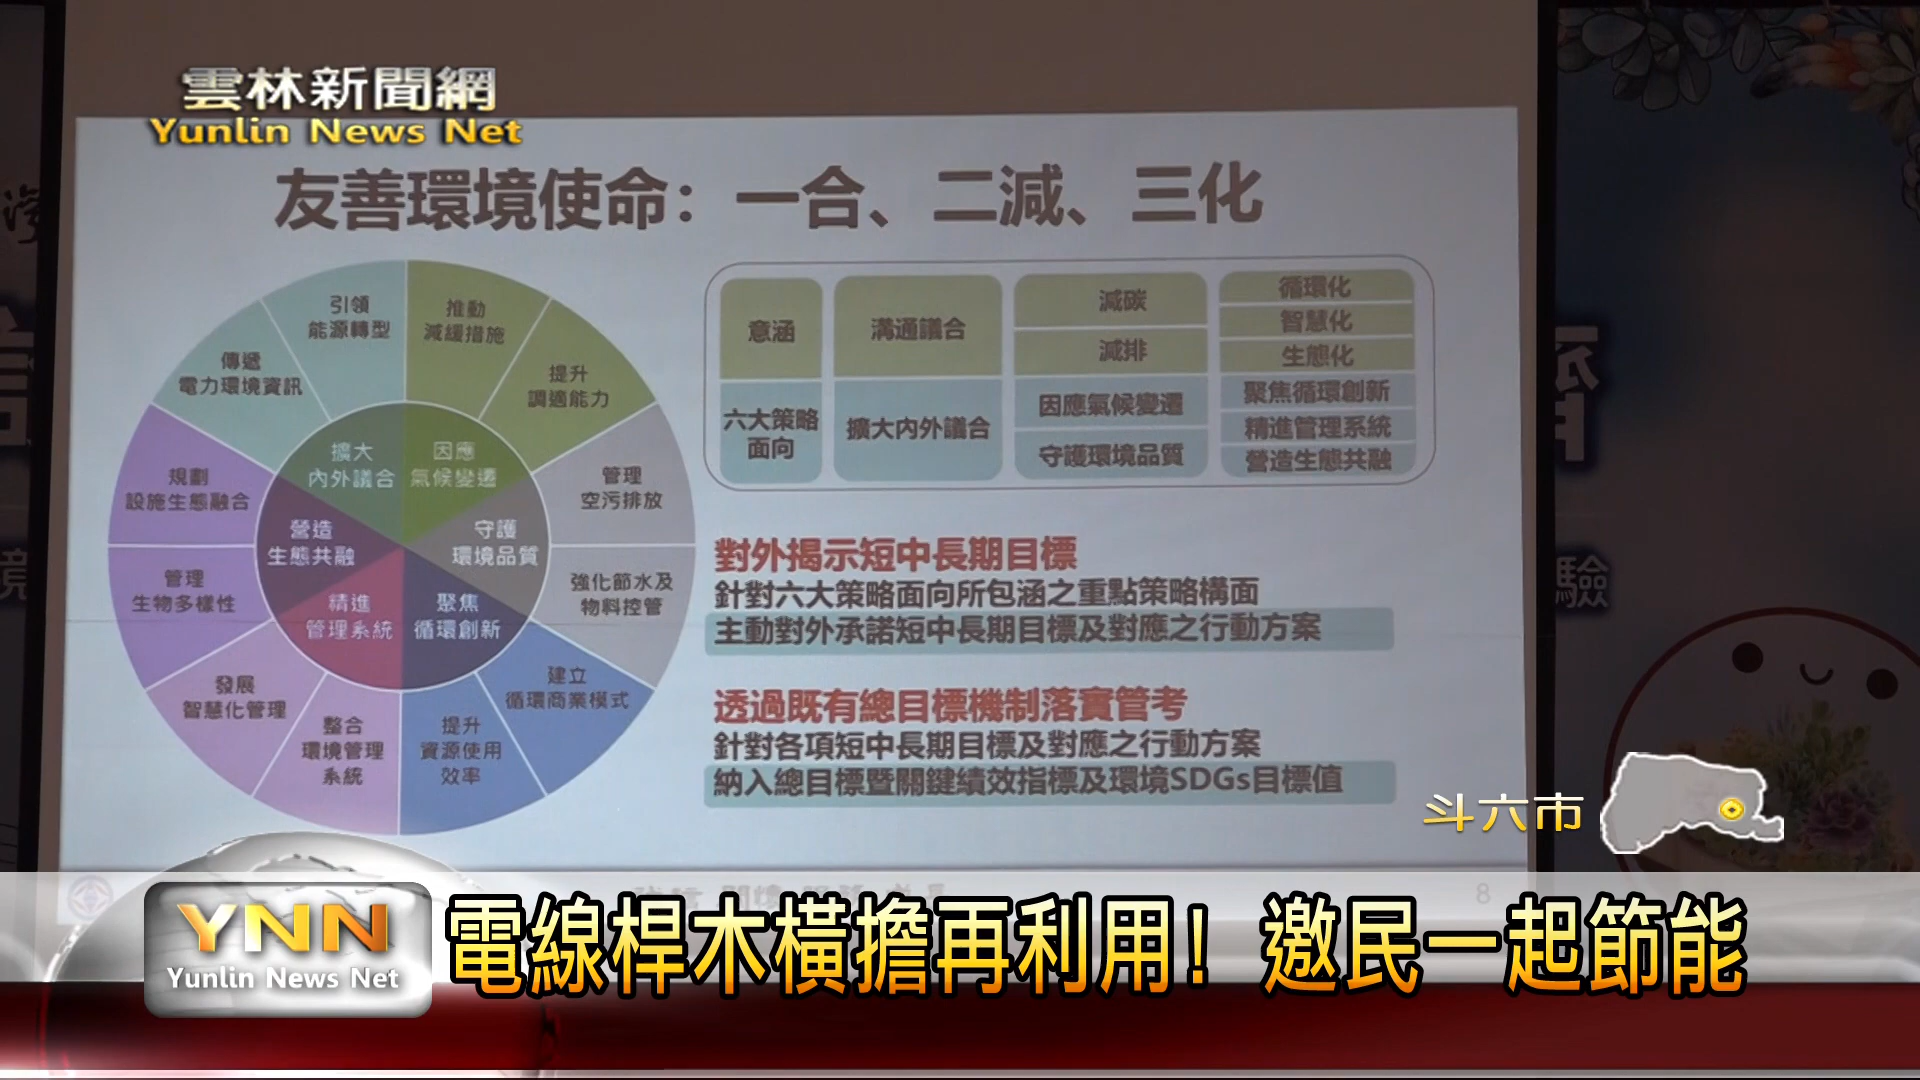 雲林新聞網
Yunlin News Net
友善環境使命：一合、二減、三化
引領
能源轉型
推動
減緩措施
傳遞
電力環境資訊
提升
調適能力
規劃
設施生態融合
擴大
內外議合
因應
氣候變遷
管理
空污排放
營造
生態共融
守護
環境品質
管理
生物多樣性
精進
管理系統
聚焦
循環創新
強化節水及
物料控管
發展
智慧化管理
整合
環境管理
系統
提升
資源使用
效率
建立
循環商業模式
意涵
溝通議合
減碳
減排
循環化
智慧化
生態化
六大策略
面向
擴大內外議合
因應氣候變遷
守護環境品質
聚焦循環創新
精進管理系統
營造生態共融
對外揭示短中長期目標
針對六大策略面向所包涵之重點策略構面
主動對外承諾短中長期目標及對應之行動方案
透過既有總目標機制落實管考
針對各項短中長期目標及對應之行動方案
納入總目標暨關鍵績效指標及環境SDGs目標值
8
驗
斗六市
YNN
Yunlin News Net
電線桿木橫擔再利用！ 邀民一起節能